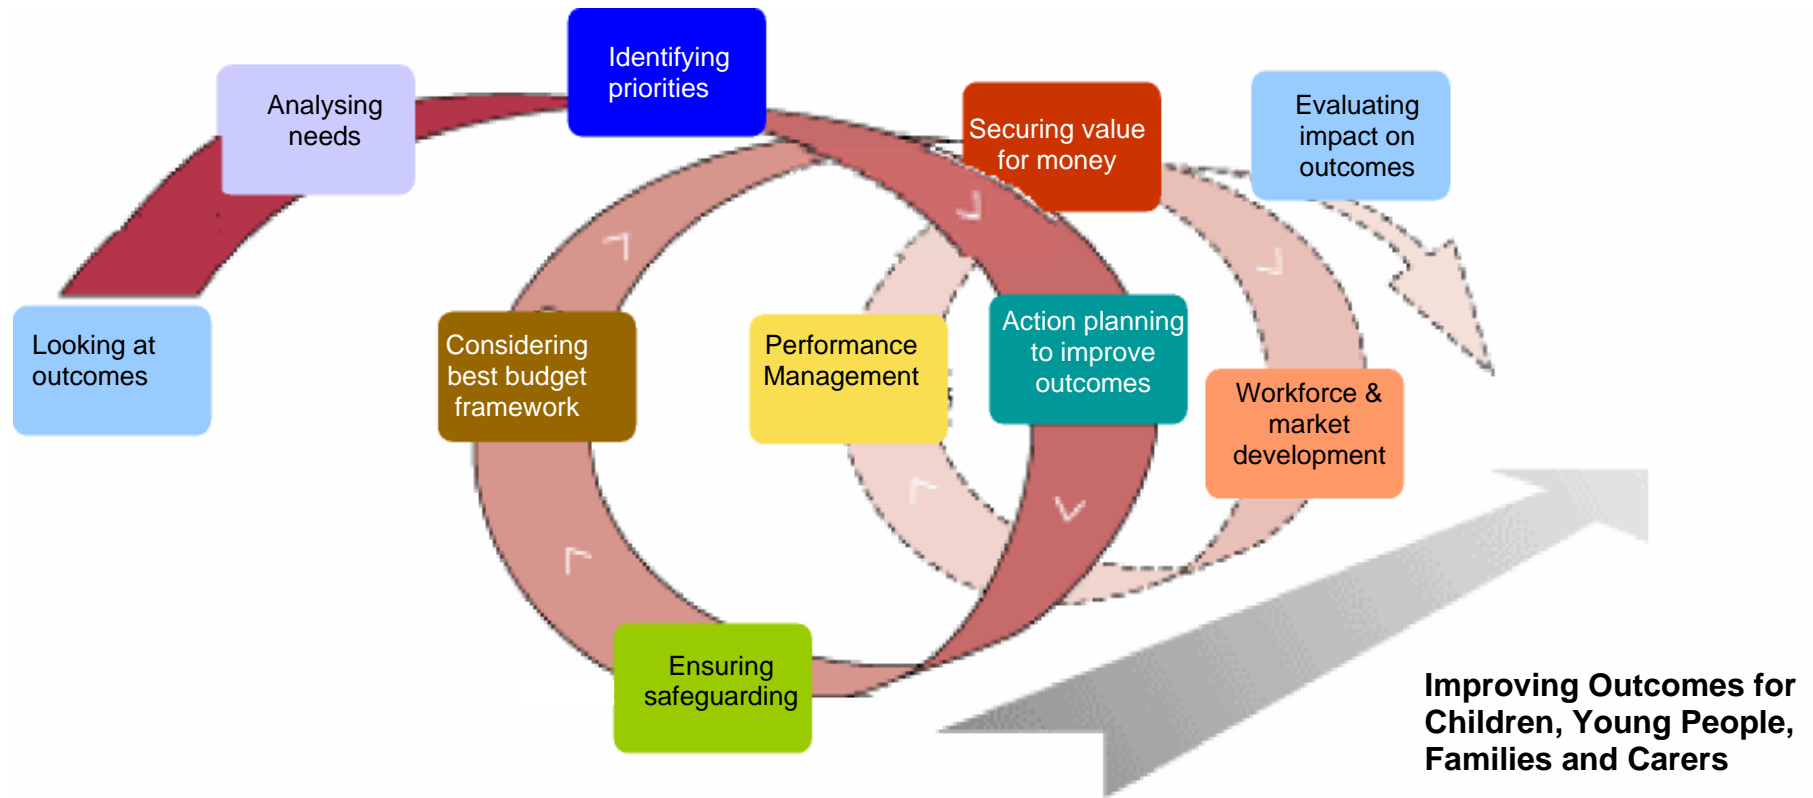 Looking at
outcomes
Analysing
needs
Identifying
priorities
Securing value
for money
Evaluating
impact on
outcomes
Considering
best budget
framework
Performance
Management
Action planning
to improve
outcomes
Workforce &
market
development
Ensuring
safeguarding
Improving Outcomes for
Children, Young People,
Families and Carers